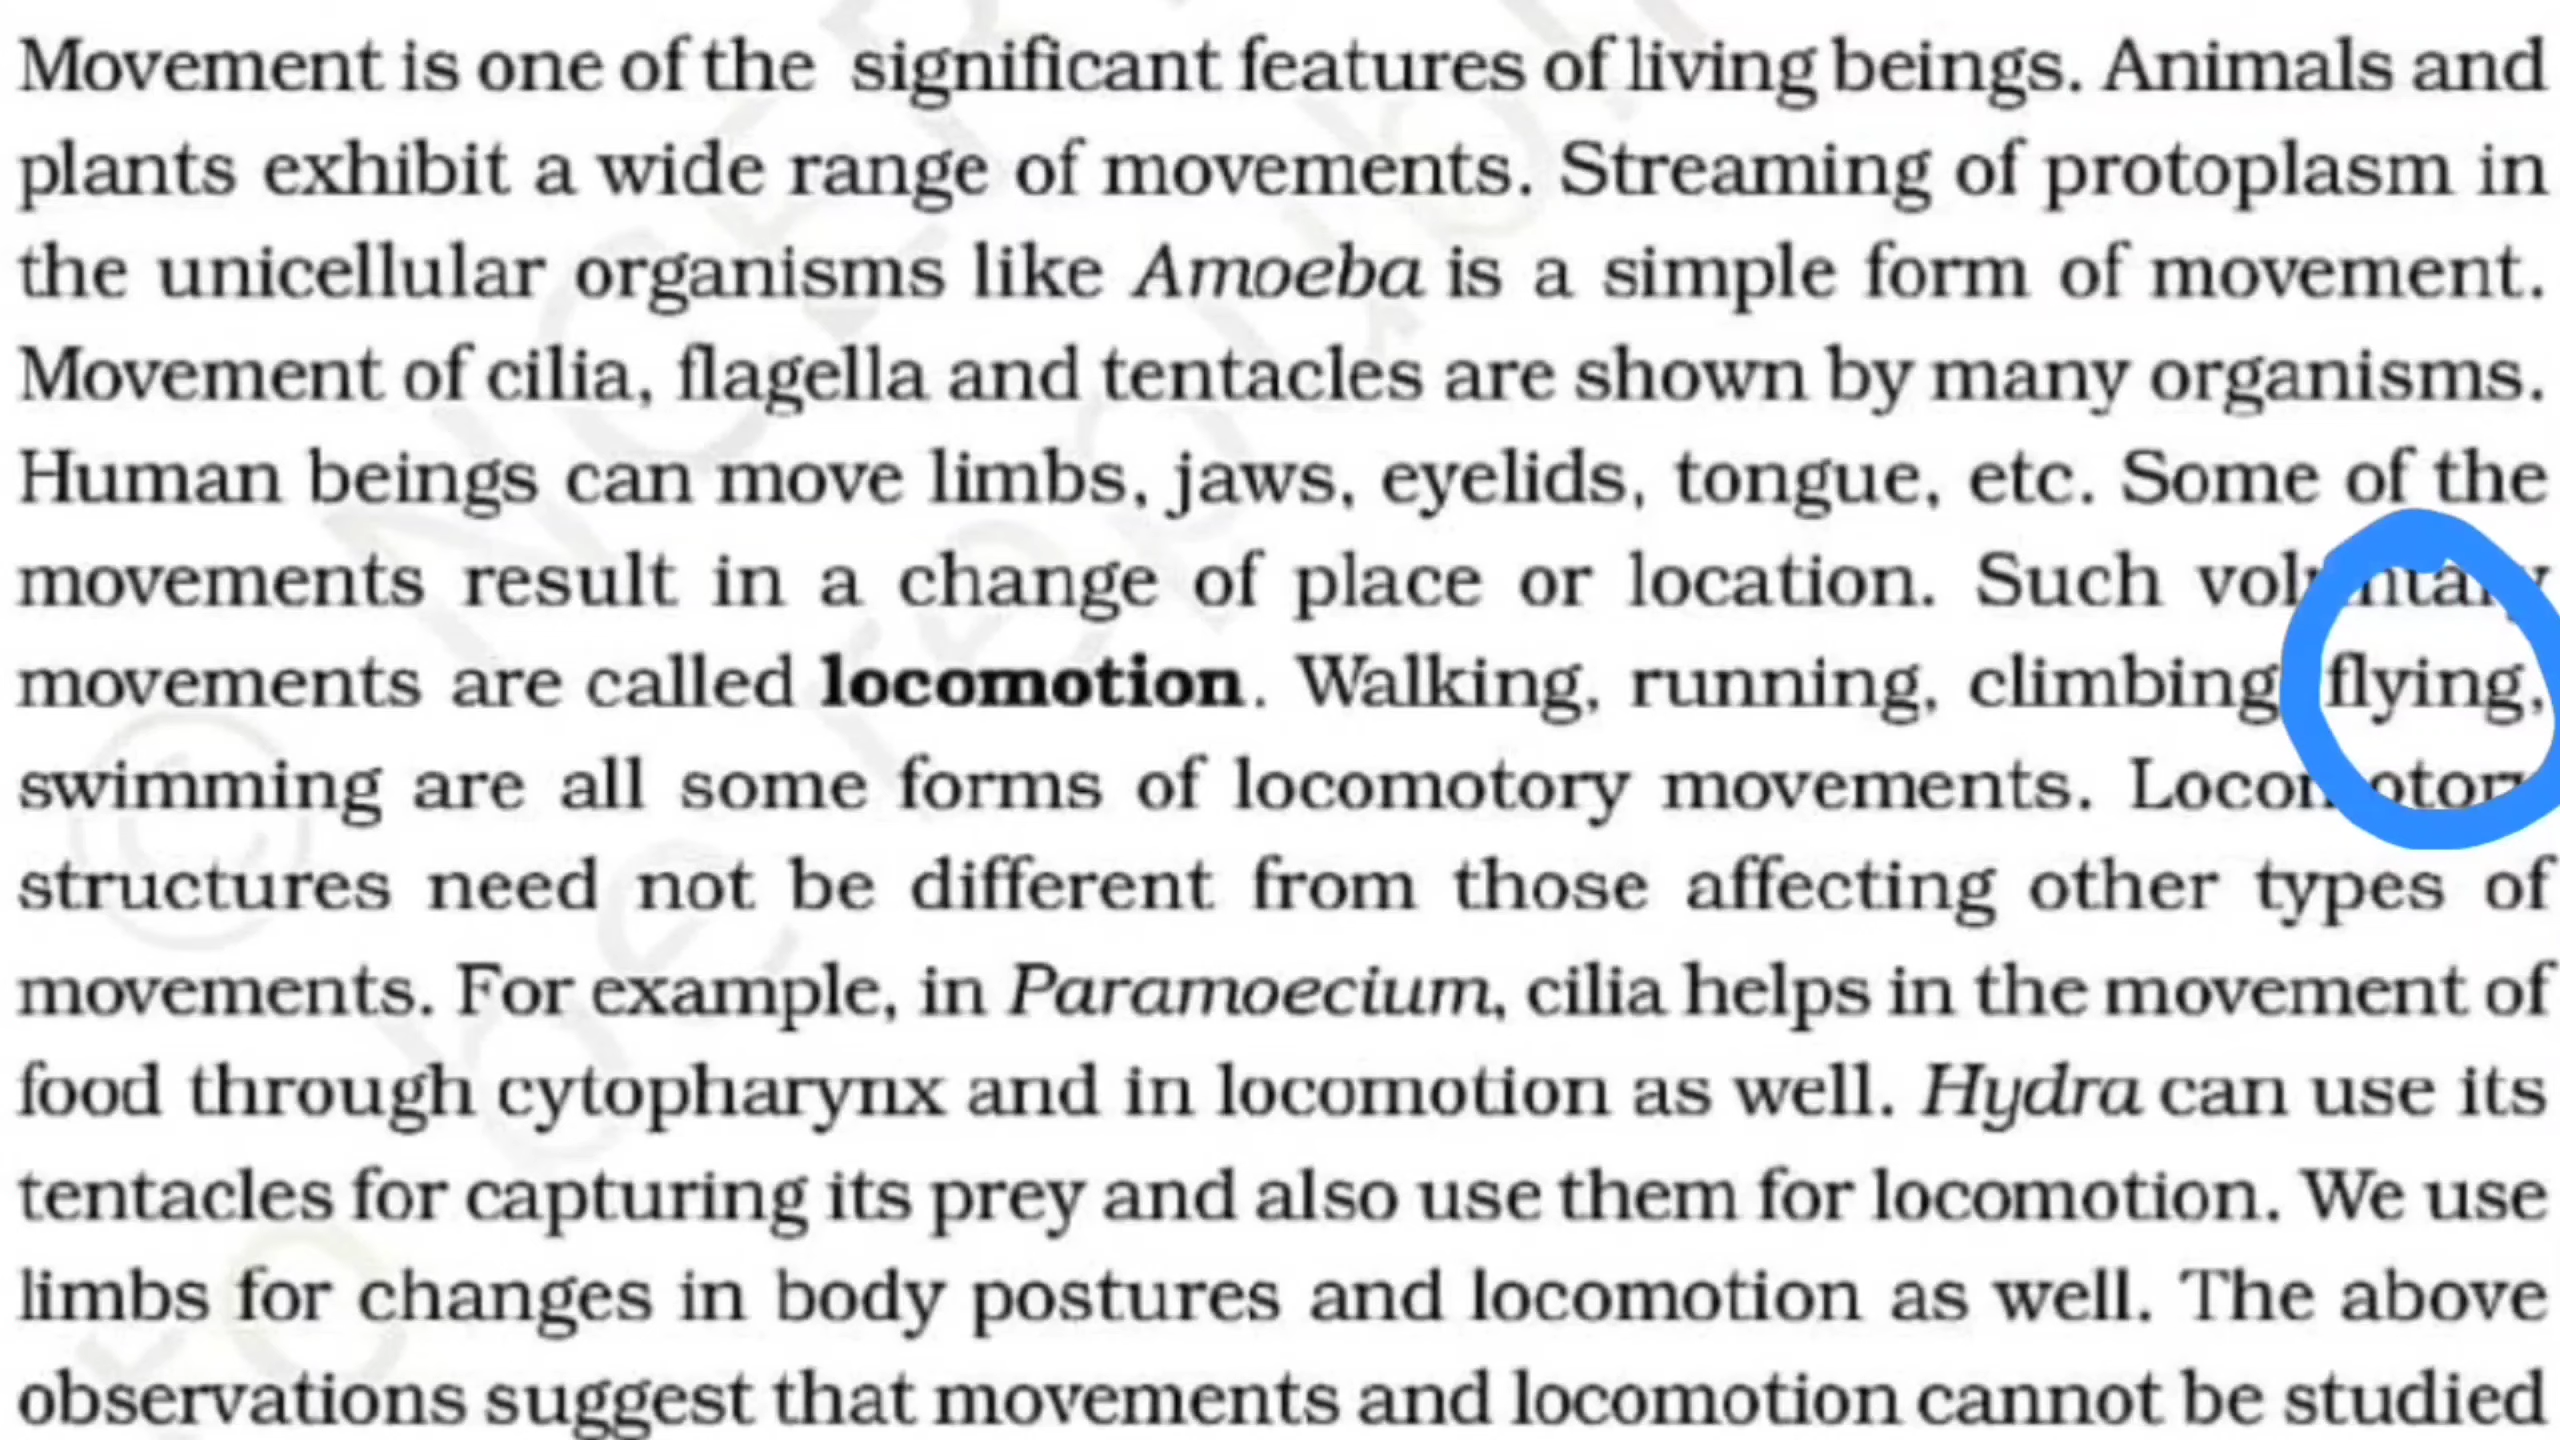 Movement is one of the significant features of living beings. Animals and
plants exhibit a wide range of movements. Streaming of protoplasm in
the unicellular organisms like Amoeba is a simple form of movement.
Movement of cilia, flagella and tentacles are shown by many organisms.
Human beings can move limbs, jaws, eyelids, tongue, etc. Some of the
movements result in a change of place or location. Such voluntary
movements are called locomotion. Walking, running, climbing, flying,
swimming are all some forms of locomotory movements. Locomotory
structures need not be different from those affecting other types of
movements. For example, in Paramoecium, cilia helps in the movement of
food through cytopharynx and in locomotion as well. Hydra can use its
tentacles for capturing its prey and also use them for locomotion. We use
limbs for changes in body postures and locomotion as well. The above
observations suggest that movements and locomotion cannot be studied